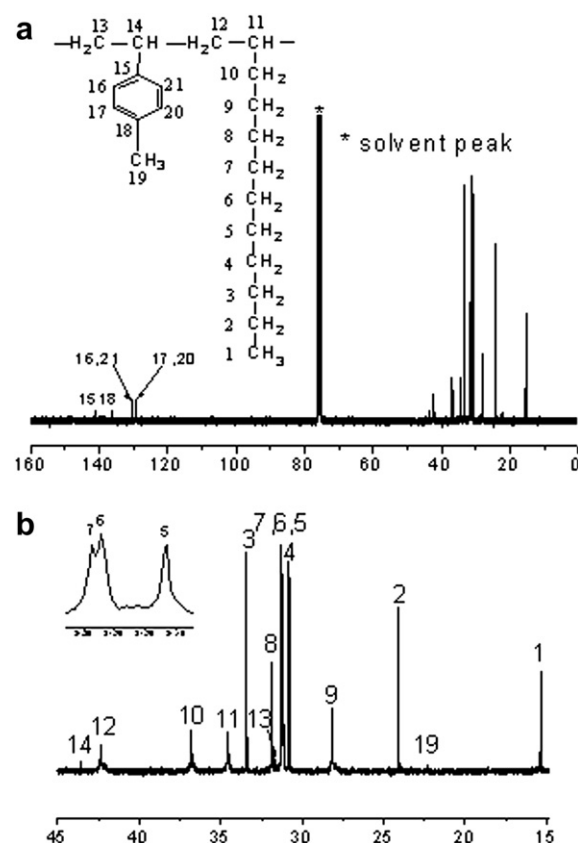 a
13 14 12 11
—H₂C—CH—H₂C—CH—
15 10 CH₂
16 21 9 CH₂
17 20 8 CH₂
18 7 CH₂
CH₃ 6 CH₂
19 5 CH₂
4 CH₂
3 CH₂
2 CH₂
1 CH₃
* * solvent peak
16,21 17,20
15 18
160 140 120 100 80 60 40 20 0
b
7 6 5
3 7,6,5
4
2
8
1
9
10 11 13
12
14 19
45 40 35 30 25 20 15